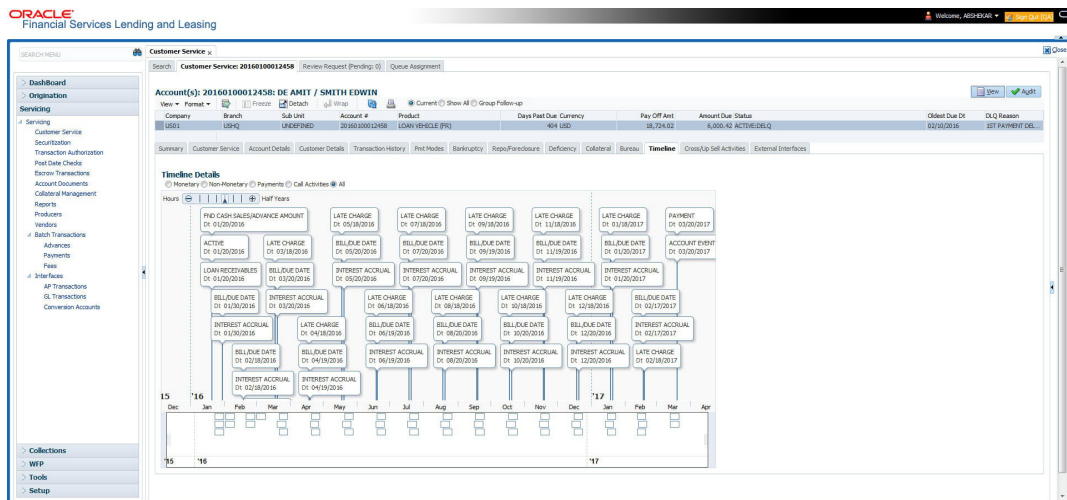 ORACLE
Financial Services Lending and Leasing
Welcome, ABSHEKAR
Sign Out [QA]
SEARCH MENU
Customer Service x
Close
Search Customer Service: 20160100012458 Review Request (Pending: 0) Queue Assignment
DashBoard
Origination
Servicing
Servicing
Customer Service
Securitization
Transaction Authorization
Post Date Checks
Escrow Transactions
Account Documents
Collateral Management
Reports
Producers
Vendors
Batch Transactions
Advances
Payments
Fees
Interfaces
AP Transactions
GL Transactions
Conversion Accounts
Collections
WFP
Tools
Setup
Account(s): 20160100012458: DE AMIT / SMITH EDWIN
View Audit
View Format Freeze Detach Wrap Current Show All Group Follow-up
Company Branch Sub Unit Account # Product Days Past Due Currency Pay Off Amt Amount Due Status Oldest Due Dt DLQ Reason
US01 USHQ UNDEFINED 20160100012458 LOAN VEHICLE (FR) 404 USD 18,724.02 6,000.42 ACTIVE:DELQ 02/10/2016 1ST PAYMENT DEL...
Summary Customer Service Account Details Customer Details Transaction History Pmt Modes Bankruptcy Repo/Foreclosure Deficiency Collateral Bureau Timeline Cross/Up Sell Activities External Interfaces
Timeline Details
Monetary Non-Monetary Payments Call Activities All
Hours Half Years
FND CASH SALES/ADVANCE AMOUNT LATE CHARGE LATE CHARGE LATE CHARGE LATE CHARGE LATE CHARGE PAYMENT
Dt 01/20/2016 Dt 05/18/2016 Dt 07/18/2016 Dt 09/18/2016 Dt 11/18/2016 Dt 01/18/2017 Dt 03/20/2017
ACTIVE LATE CHARGE BILL/DUE DATE BILL/DUE DATE BILL/DUE DATE BILL/DUE DATE BILL/DUE DATE ACCOUNT EVENT
Dt 01/20/2016 Dt 03/18/2016 Dt 05/20/2016 Dt 07/20/2016 Dt 09/19/2016 Dt 11/19/2016 Dt 01/20/2017 Dt 03/20/2017
LOAN RECEIVABLES BILL/DUE DATE INTEREST ACCRUAL INTEREST ACCRUAL INTEREST ACCRUAL INTEREST ACCRUAL INTEREST ACCRUAL
Dt 01/20/2016 Dt 03/20/2016 Dt 05/20/2016 Dt 07/20/2016 Dt 09/19/2016 Dt 11/19/2016 Dt 01/20/2017
BILL/DUE DATE INTEREST ACCRUAL LATE CHARGE LATE CHARGE LATE CHARGE LATE CHARGE BILL/DUE DATE
Dt 01/30/2016 Dt 03/20/2016 Dt 06/18/2016 Dt 08/18/2016 Dt 10/18/2016 Dt 12/18/2016 Dt 02/17/2017
INTEREST ACCRUAL LATE CHARGE BILL/DUE DATE BILL/DUE DATE BILL/DUE DATE BILL/DUE DATE INTEREST ACCRUAL
Dt 01/30/2016 Dt 04/18/2016 Dt 06/19/2016 Dt 08/20/2016 Dt 10/20/2016 Dt 12/20/2016 Dt 02/17/2017
BILL/DUE DATE BILL/DUE DATE INTEREST ACCRUAL INTEREST ACCRUAL INTEREST ACCRUAL INTEREST ACCRUAL LATE CHARGE
Dt 02/18/2016 Dt 04/19/2016 Dt 06/19/2016 Dt 08/20/2016 Dt 10/20/2016 Dt 12/20/2016 Dt 02/18/2017
INTEREST ACCRUAL INTEREST ACCRUAL
Dt 02/18/2016 Dt 04/19/2016
15 '16 '17
Dec Jan Feb Mar Apr May Jun Jul Aug Sep Oct Nov Dec Jan Feb Mar Apr
'15 '16 '17